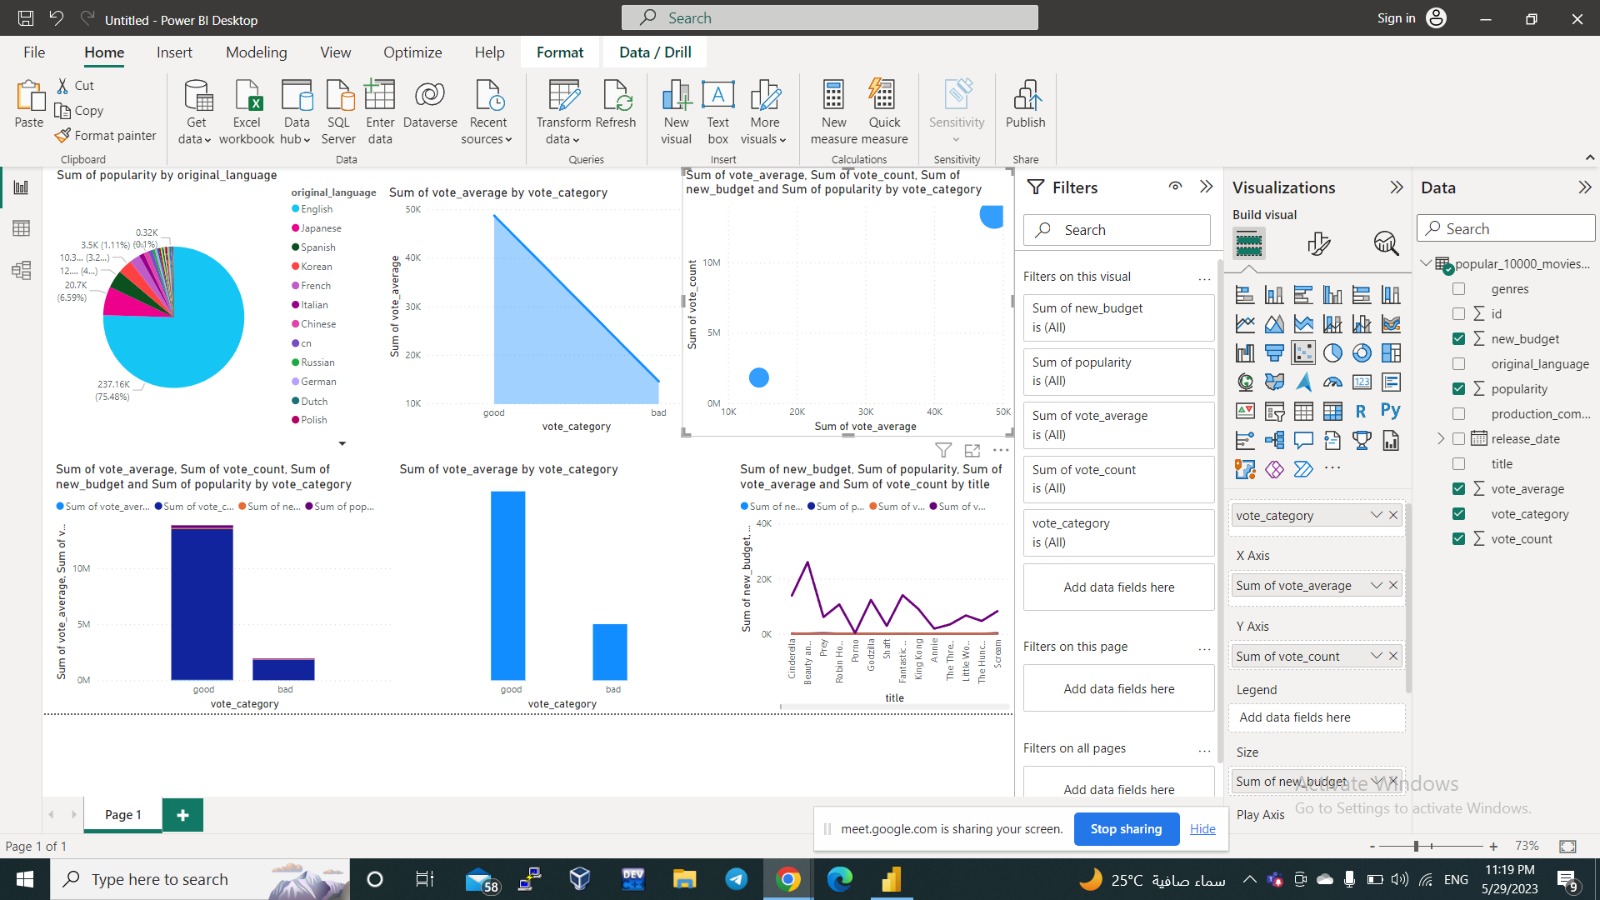 Untitled - Power BI Desktop
Search
Sign in
File
Home
Insert
Modeling
View
Optimize
Help
Format
Data / Drill
Paste
Cut
Copy
Format painter
Clipboard
Get data
Excel workbook
Data hub
SQL Server
Enter data
Dataverse
Recent sources
Data
Transform data
Refresh
Queries
New visual
Text box
More visuals
Insert
New measure
Quick measure
Calculations
Sensitivity
Sensitivity
Publish
Share
Sum of popularity by original_language
0.32K
3.5K (1.11%)
(0.1%)
10.3... (3.2...)
12.... (4...)
20.7K
(6.59%)
237.16K
(75.48%)
original_language
English
Japanese
Spanish
Korean
French
Italian
Chinese
cn
Russian
German
Dutch
Polish
Sum of vote_average by vote_category
50K
40K
30K
20K
10K
Sum of vote_average
good
bad
vote_category
Sum of vote_average, Sum of vote_count, Sum of
new_budget and Sum of popularity by vote_category
10M
5M
0M
Sum of vote_count
10K
20K
30K
40K
50K
Sum of vote_average
Sum of vote_average, Sum of vote_count, Sum of
new_budget and Sum of popularity by vote_category
Sum of vote_aver...
Sum of vote_c...
Sum of ne...
Sum of pop...
Sum of vote_average, Sum of v...
10M
5M
0M
good
bad
vote_category
Sum of vote_average by vote_category
good
bad
vote_category
Sum of new_budget, Sum of popularity, Sum of
vote_average and Sum of vote_count by title
Sum of ne...
Sum of p...
Sum of v...
Sum of v...
Sum of new_budget, ...
40K
20K
0K
Cinderella
Beauty an...
Prey
Robin Ho...
Porno
Godzilla
Shaft
Fantastic ...
King Kong
Annie
The Thre...
Little Wo...
The Hunc...
Scream
title
Filters
Search
Filters on this visual
...
Sum of new_budget
is (All)
Sum of popularity
is (All)
Sum of vote_average
is (All)
Sum of vote_count
is (All)
vote_category
is (All)
Add data fields here
Filters on this page
...
Add data fields here
Filters on all pages
...
Add data fields here
Visualizations
Build visual
123
R
Py
...
vote_category
X Axis
Sum of vote_average
Y Axis
Sum of vote_count
Legend
Add data fields here
Size
Sum of new_budget
Play Axis
Data
Search
popular_10000_movies...
genres
id
new_budget
original_language
popularity
production_com...
release_date
title
vote_average
vote_category
vote_count
Activate Windows
Go to Settings to activate Windows.
Page 1
meet.google.com is sharing your screen.
Stop sharing
Hide
Page 1 of 1
73%
Type here to search
58
DEV
25°C
سماء صافية
ENG
11:19 PM
5/29/2023
9